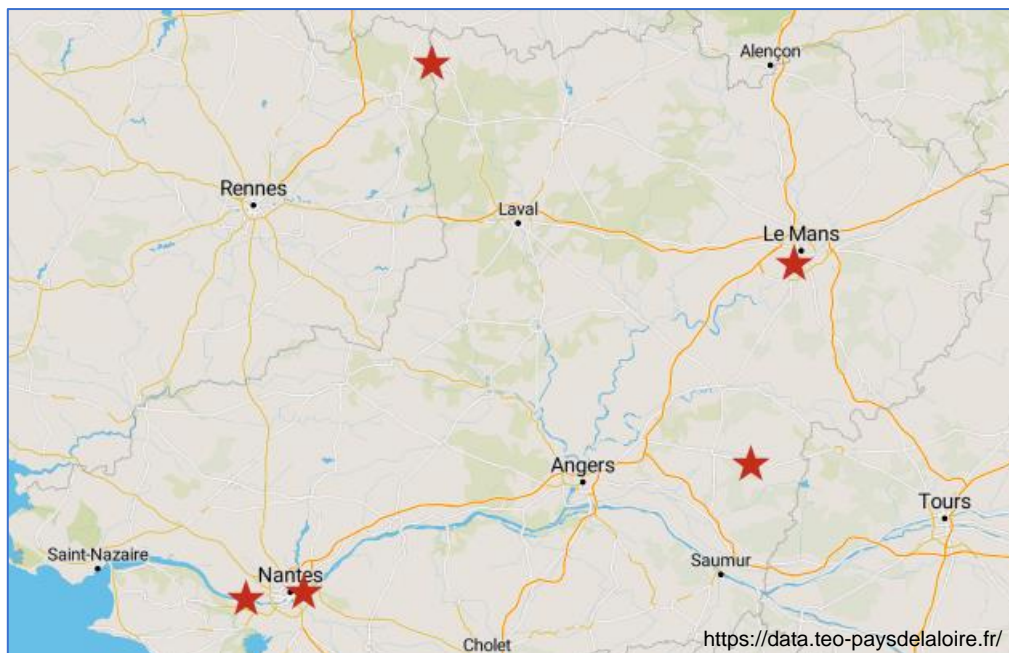 Alençon
Rennes
Laval
Le Mans
Angers
Tours
Saint-Nazaire
Nantes
Saumur
Cholet
https://data.teo-paysdelaloire.fr/